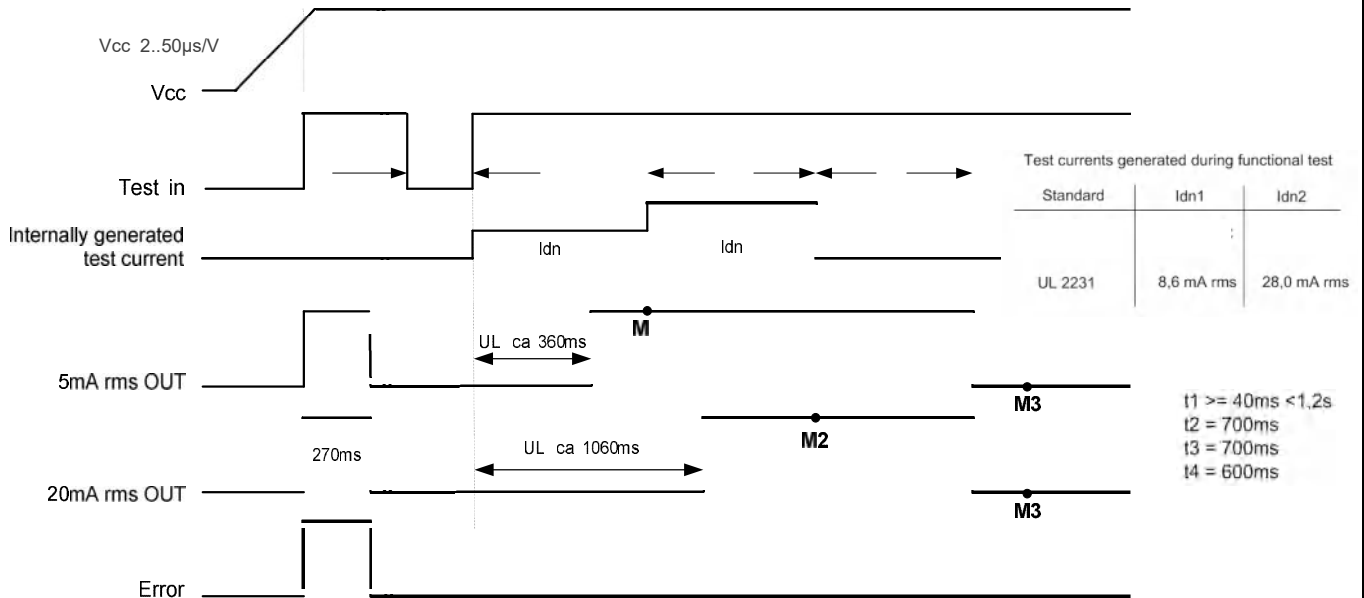 Vcc 2..50µs/V
Vcc
Test in
Internally generated
test current
Idn
Idn
Test currents generated during functional test
Standard Idn1 Idn2
:
UL 2231 8,6 mA rms 28,0 mA rms
M
UL ca 360ms
5mA rms OUT
M3
t1 >= 40ms <1,2s
t2 = 700ms
t3 = 700ms
t4 = 600ms
M2
270ms
UL ca 1060ms
20mA rms OUT
M3
Error